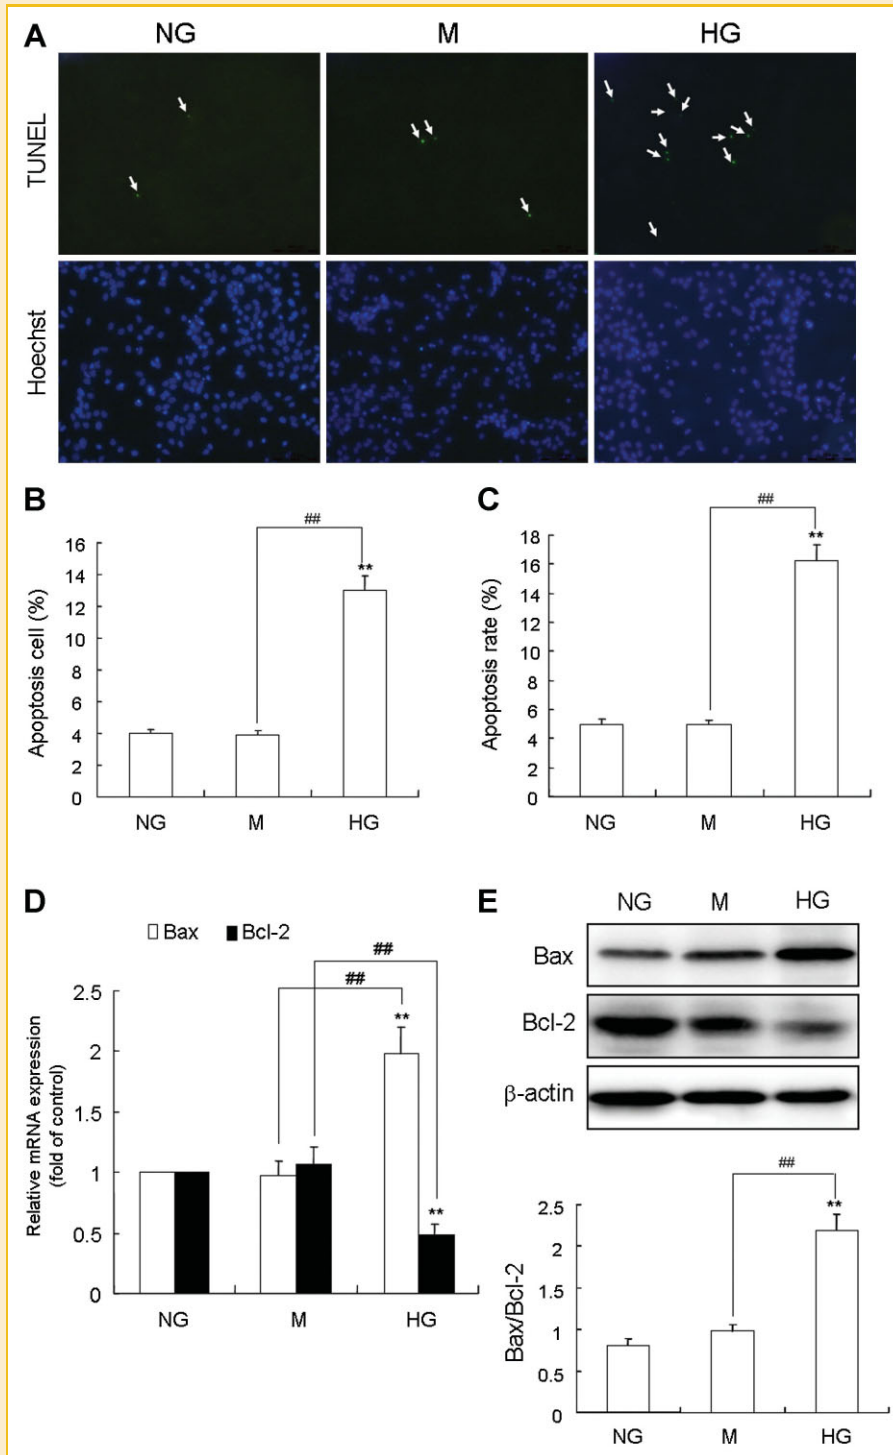 A
NG M HG
TUNEL
Hoechst
B
##
**
16
14
12
10
8
6
4
2
0
Apoptosis cell (%)
NG M HG
C
##
**
18
16
14
12
10
8
6
4
2
0
Apoptosis rate (%)
NG M HG
D
Bax Bcl-2
##
##
**
**
2.5
2
1.5
1
0.5
0
Relative mRNA expression
(fold of control)
NG M HG
E
NG M HG
Bax
Bcl-2
β-actin
##
**
2.5
2
1.5
1
0.5
0
Bax/Bcl-2
NG M HG